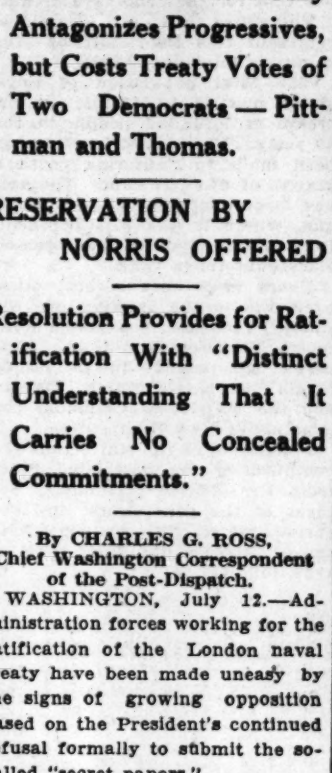 Antagonizes Progressives,
but Costs Treaty Votes of
Two Democrats — Pitt-
man and Thomas.
RESERVATION BY
NORRIS OFFERED
Resolution Provides for Rat-
ification With "Distinct
Understanding That It
Carries No Concealed
Commitments."
By CHARLES G. ROSS,
Chief Washington Correspondent
of the Post-Dispatch.
WASHINGTON, July 12.—Ad-
ministration forces working for the
ratification of the London naval
treaty have been made uneasy by
the signs of growing opposition
based on the President's continued
refusal formally to submit the so-
called "secret papers."